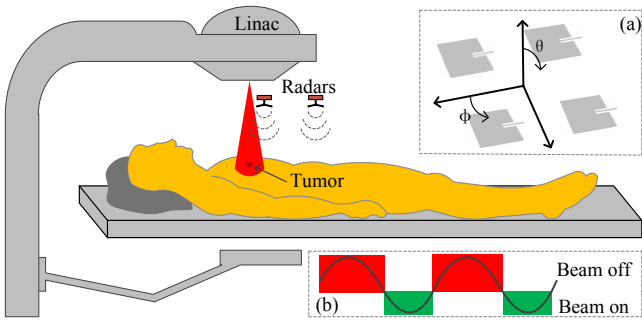 Linac
(a)
θ
Radars
ϕ
Tumor
Beam off
(b)
Beam on